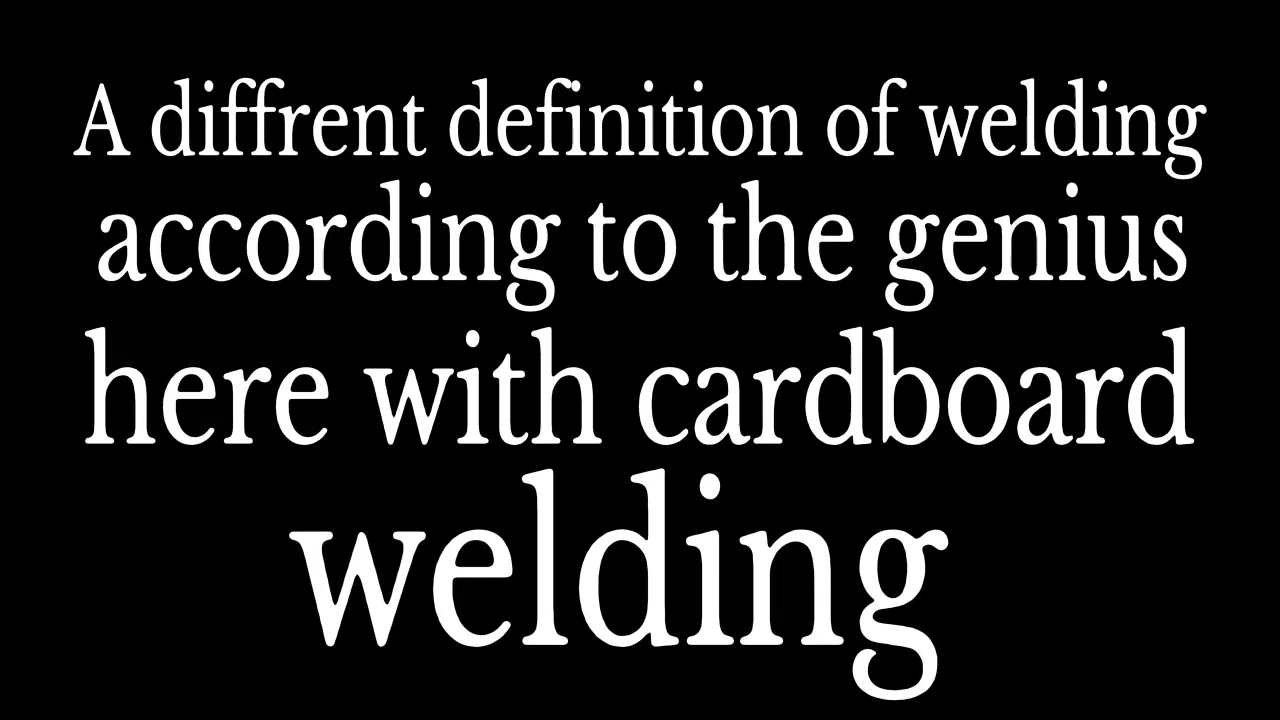 A diffrent definition of welding
according to the genius
here with cardboard
welding